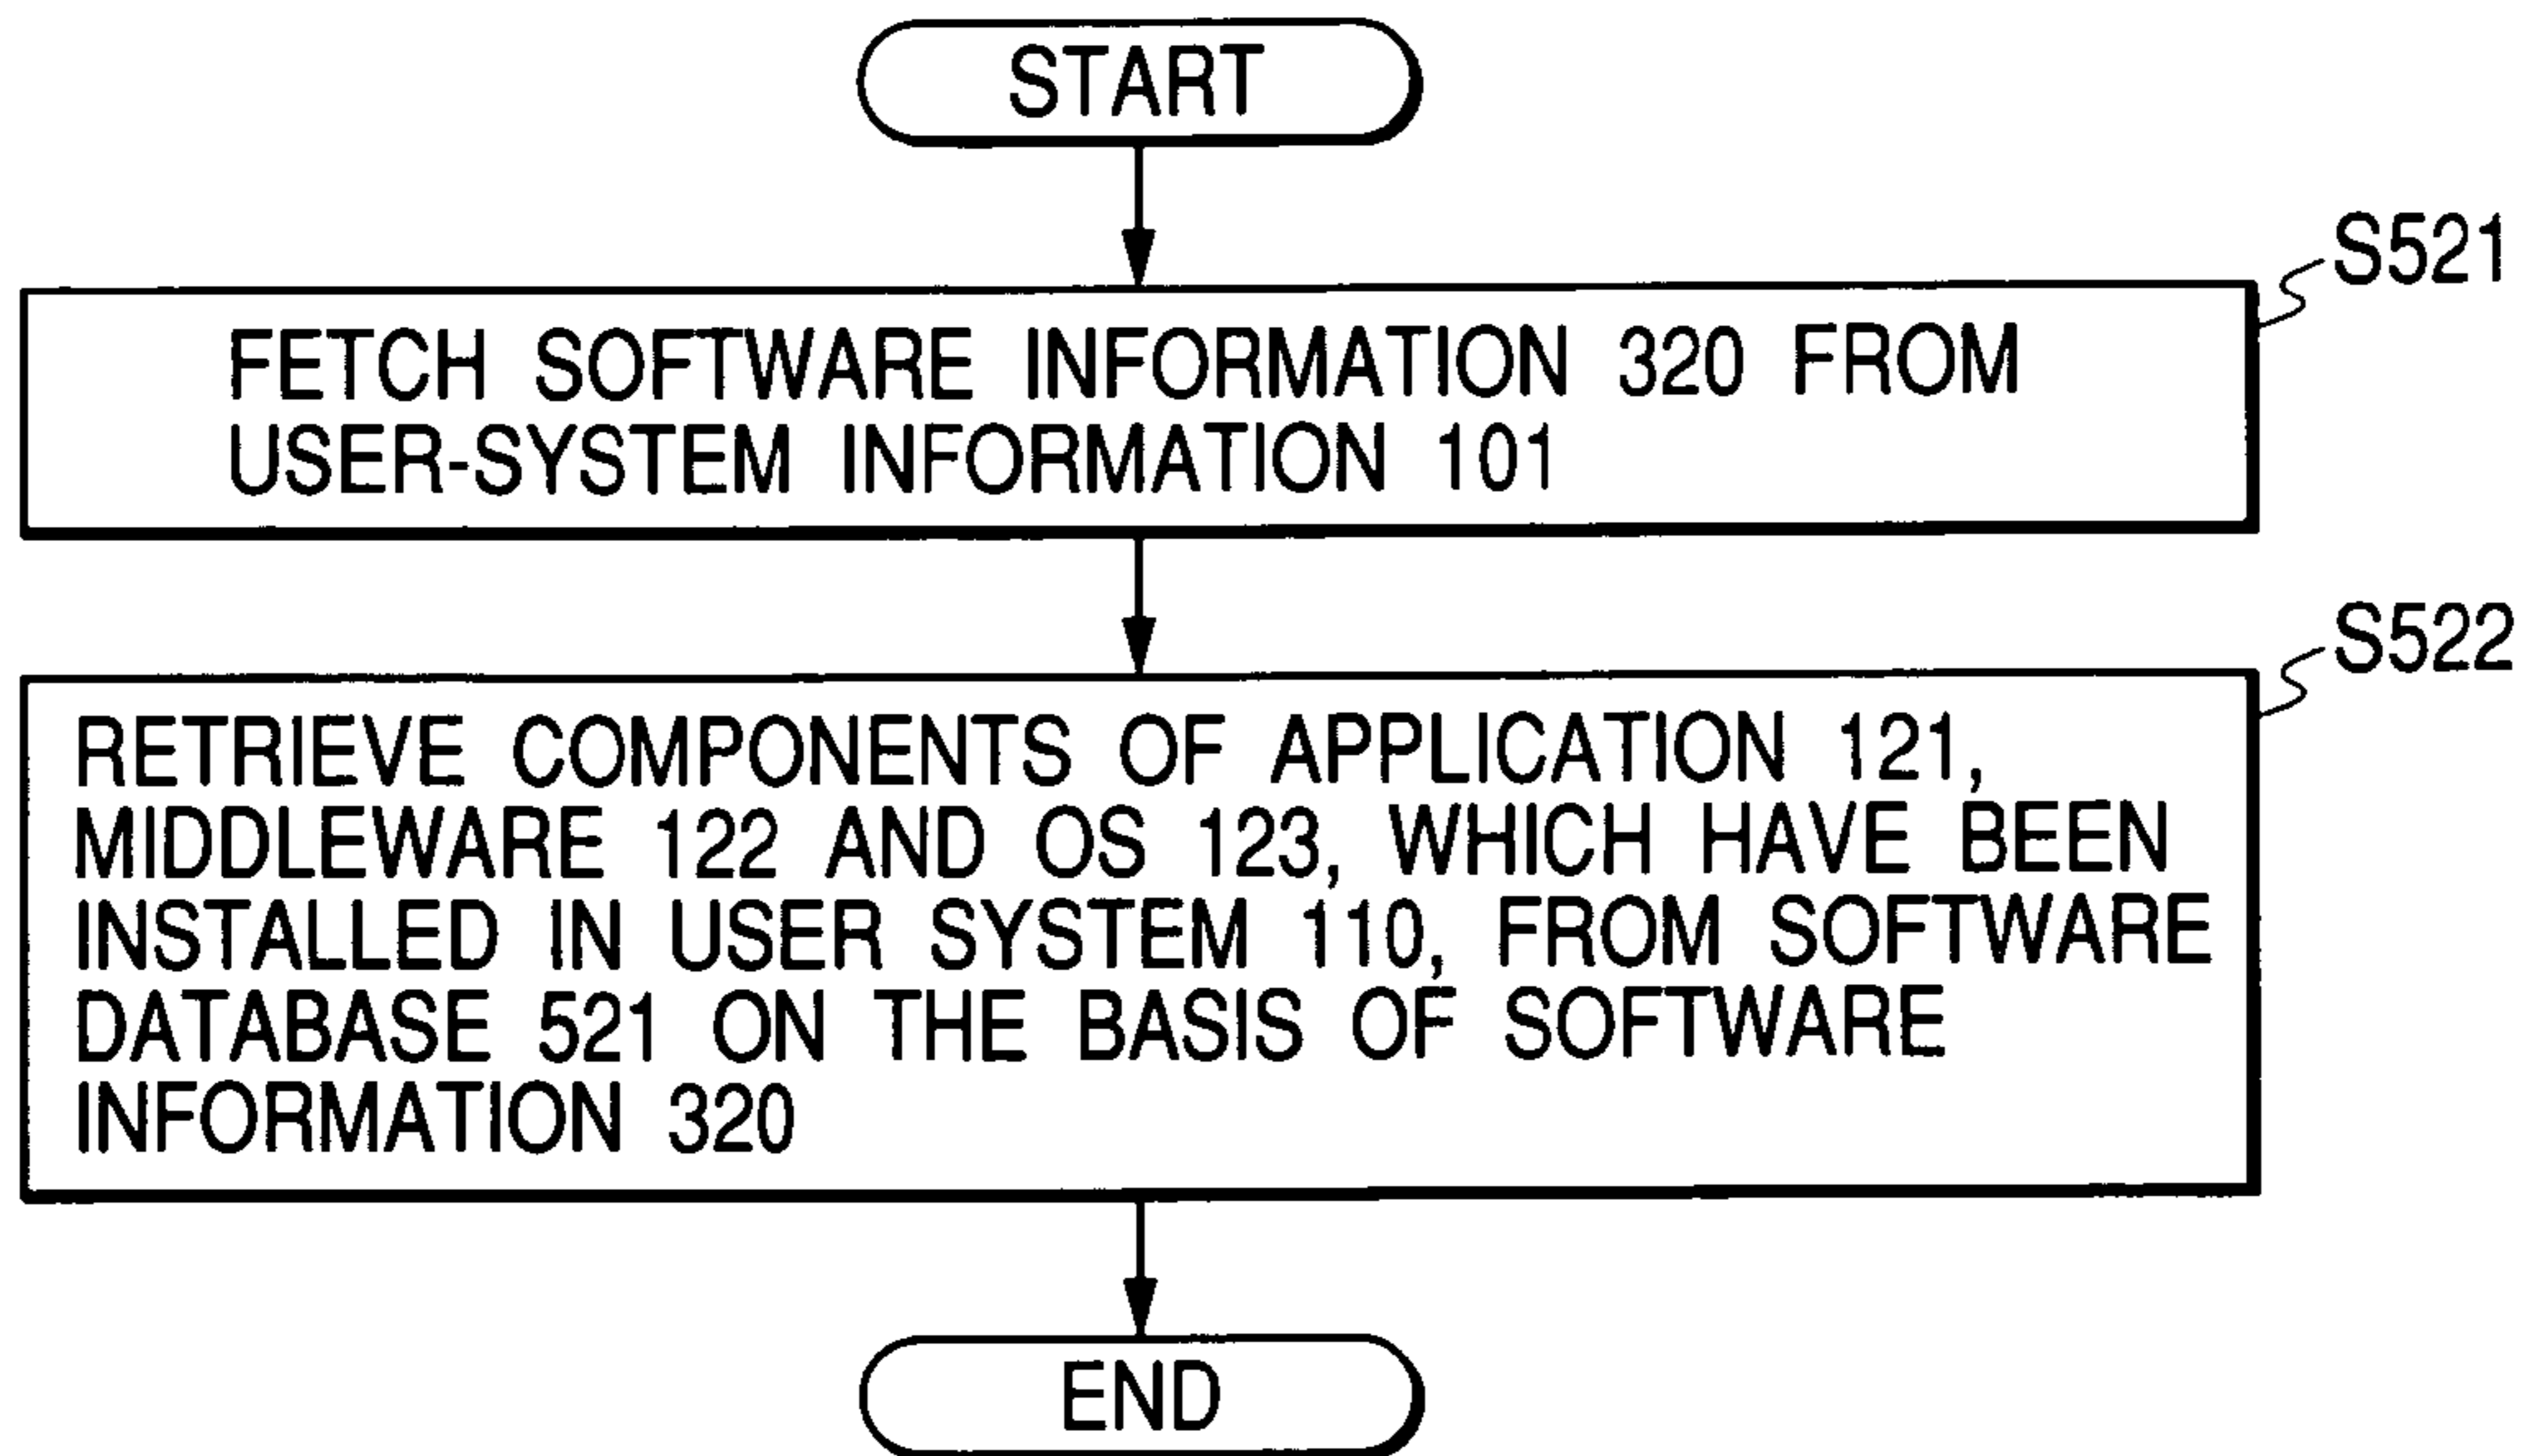 START
S521
FETCH SOFTWARE INFORMATION 320 FROM
USER-SYSTEM INFORMATION 101
S522
RETRIEVE COMPONENTS OF APPLICATION 121,
MIDDLEWARE 122 AND OS 123, WHICH HAVE BEEN
INSTALLED IN USER SYSTEM 110, FROM SOFTWARE
DATABASE 521 ON THE BASIS OF SOFTWARE
INFORMATION 320
END